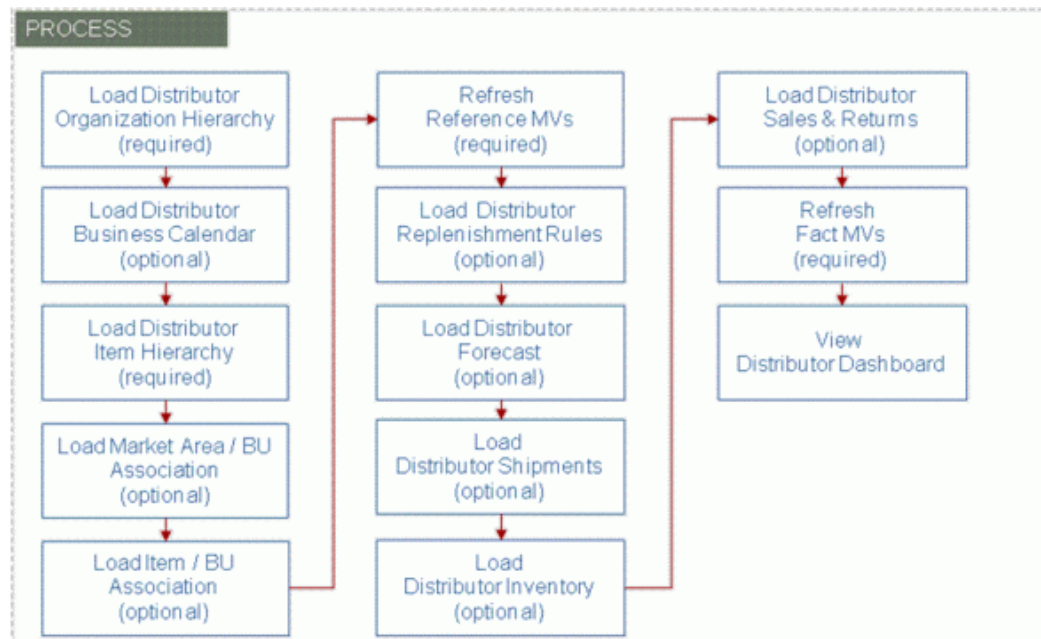 PROCESS
Load Distributor
Organization Hierarchy
(required)
Load Distributor
Business Calendar
(optional)
Load Distributor
Item Hierarchy
(required)
Load Market Area / BU
Association
(optional)
Load Item / BU
Association
(optional)
Refresh
Reference MVs
(required)
Load Distributor
Replenishment Rules
(optional)
Load Distributor
Forecast
(optional)
Load
Distributor Shipments
(optional)
Load
Distributor Inventory
(optional)
Load Distributor
Sales & Returns
(optional)
Refresh
Fact MVs
(required)
View
Distributor Dashboard